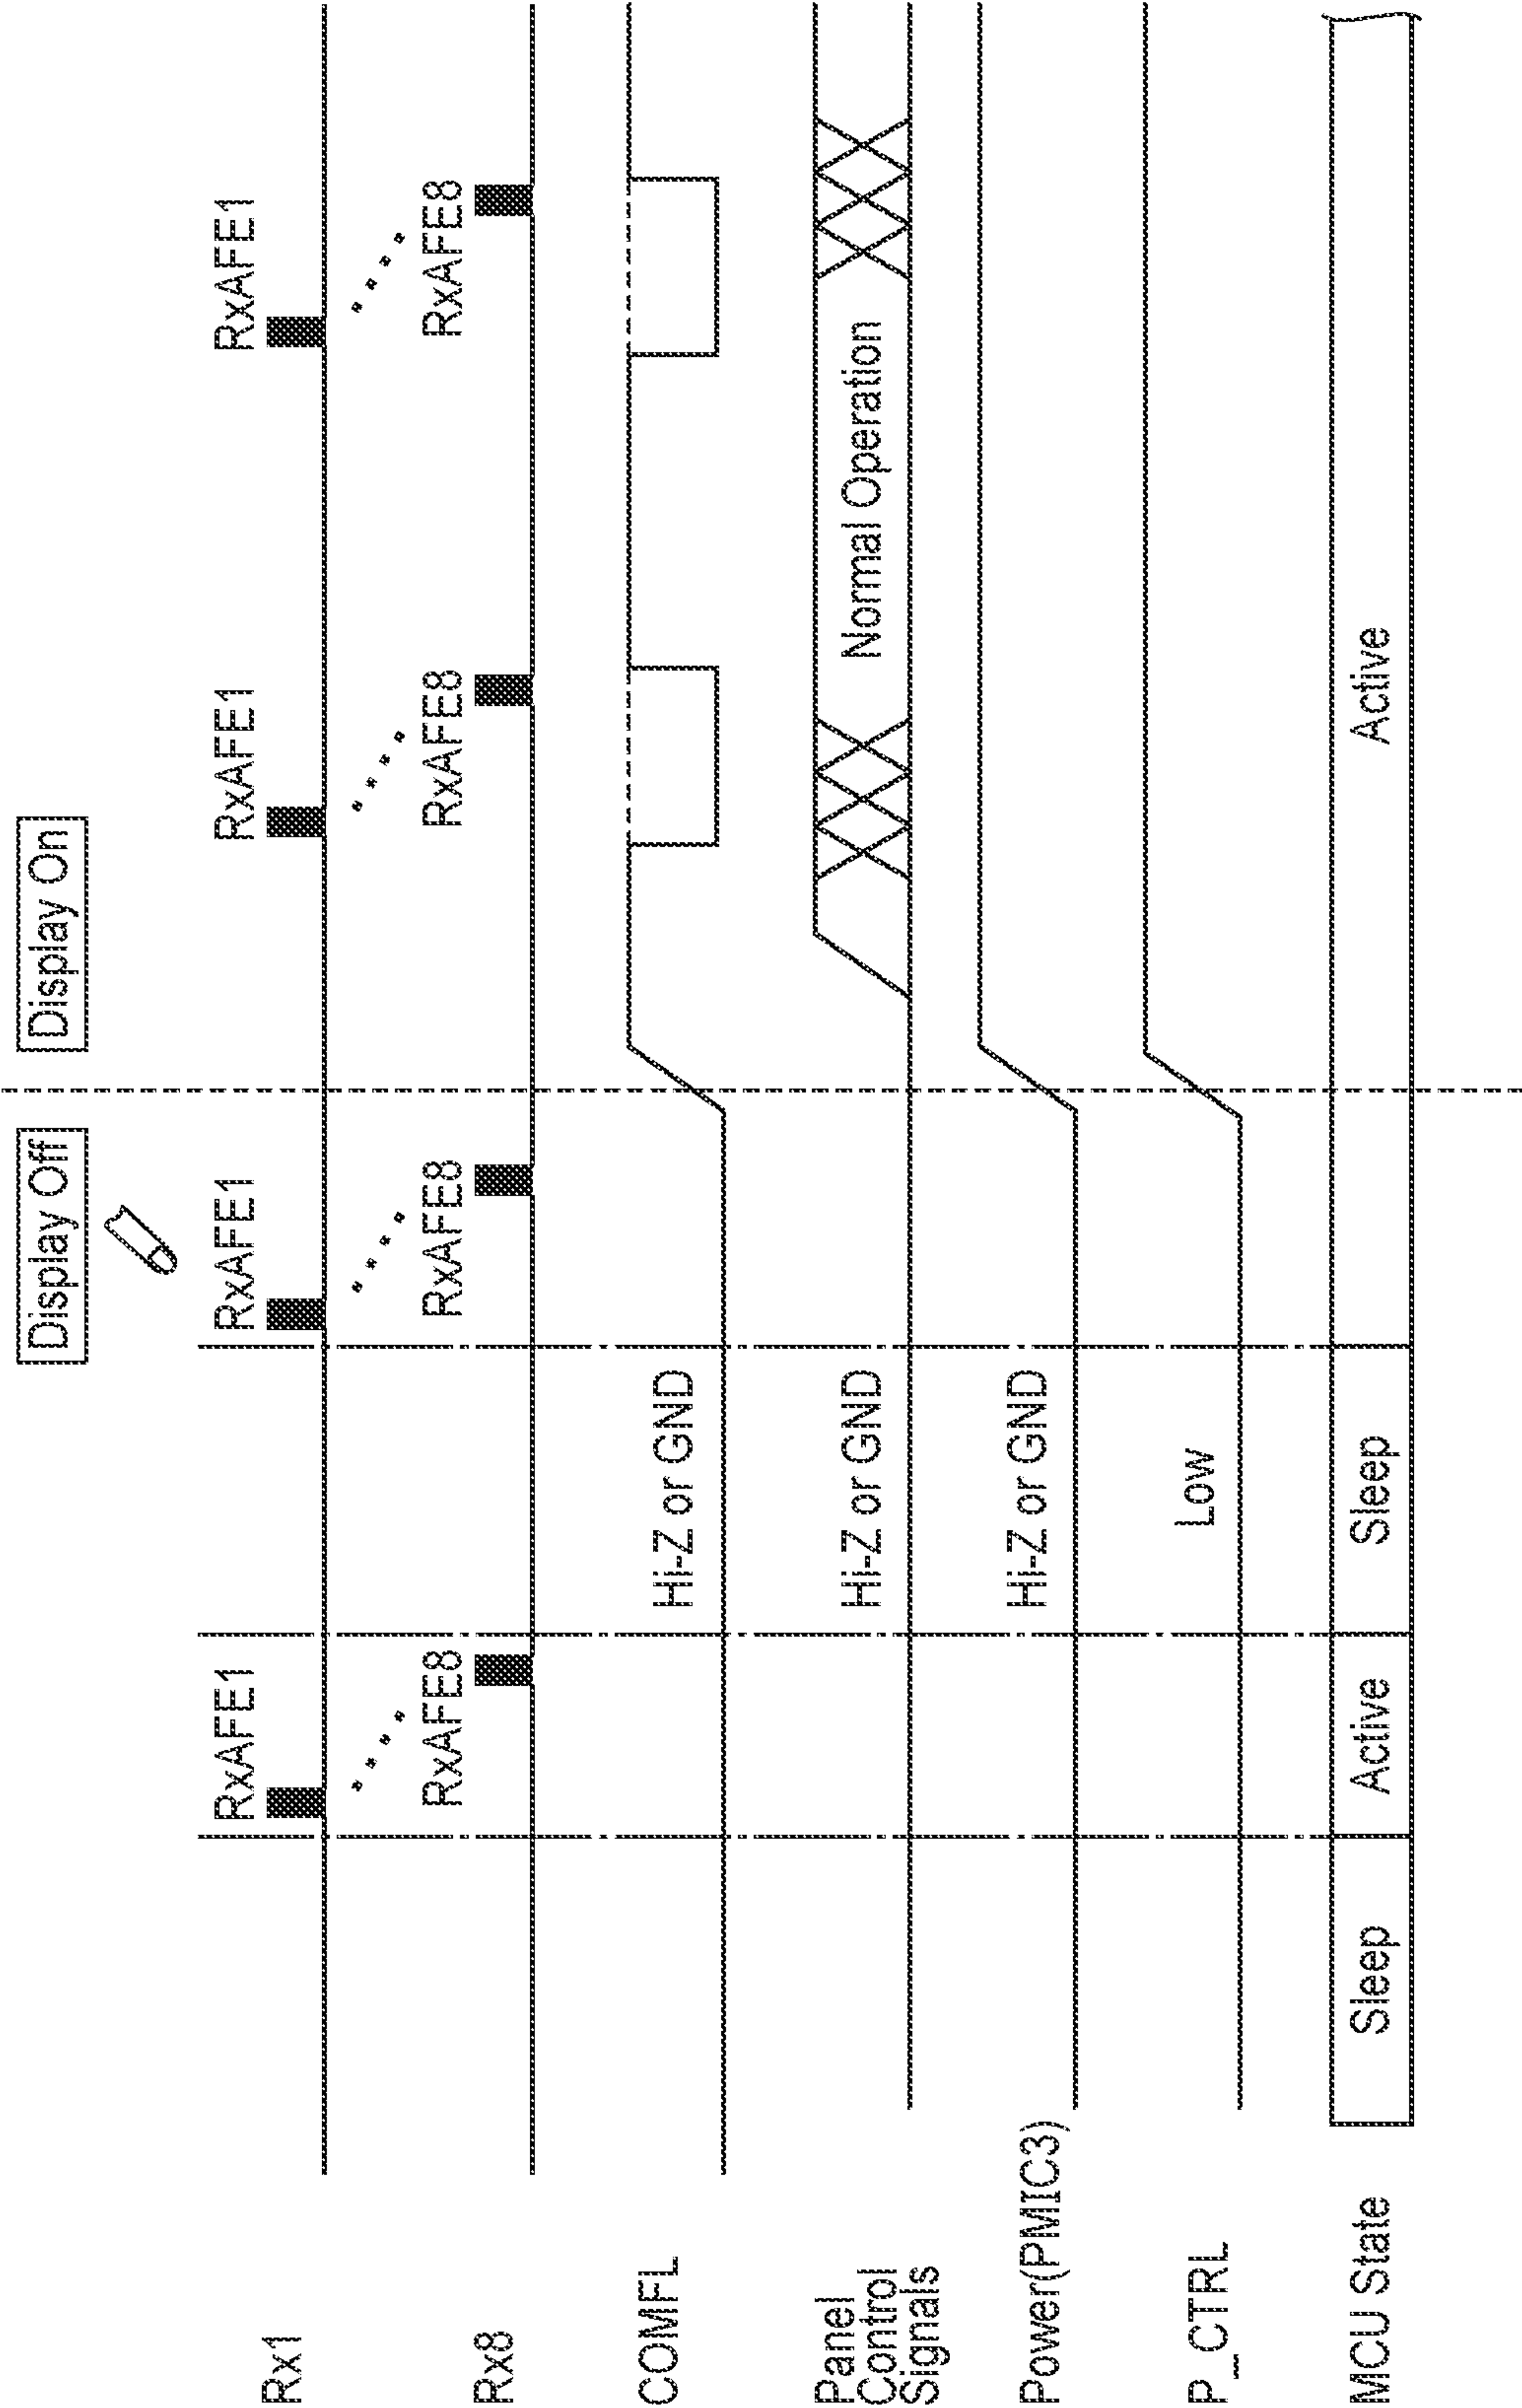 Display Off
Display On
Rx1
RxAFE1
RxAFE1
RxAFE1
RxAFE1
Rx8
RxAFE8
RxAFE8
RxAFE8
RxAFE8
COMFL
Hi-Z or GND
Panel
Control
Signals
Hi-Z or GND
Normal Operation
Power(PMIC3)
Hi-Z or GND
P_CTRL
Low
MCU State
Sleep
Active
Sleep
Active